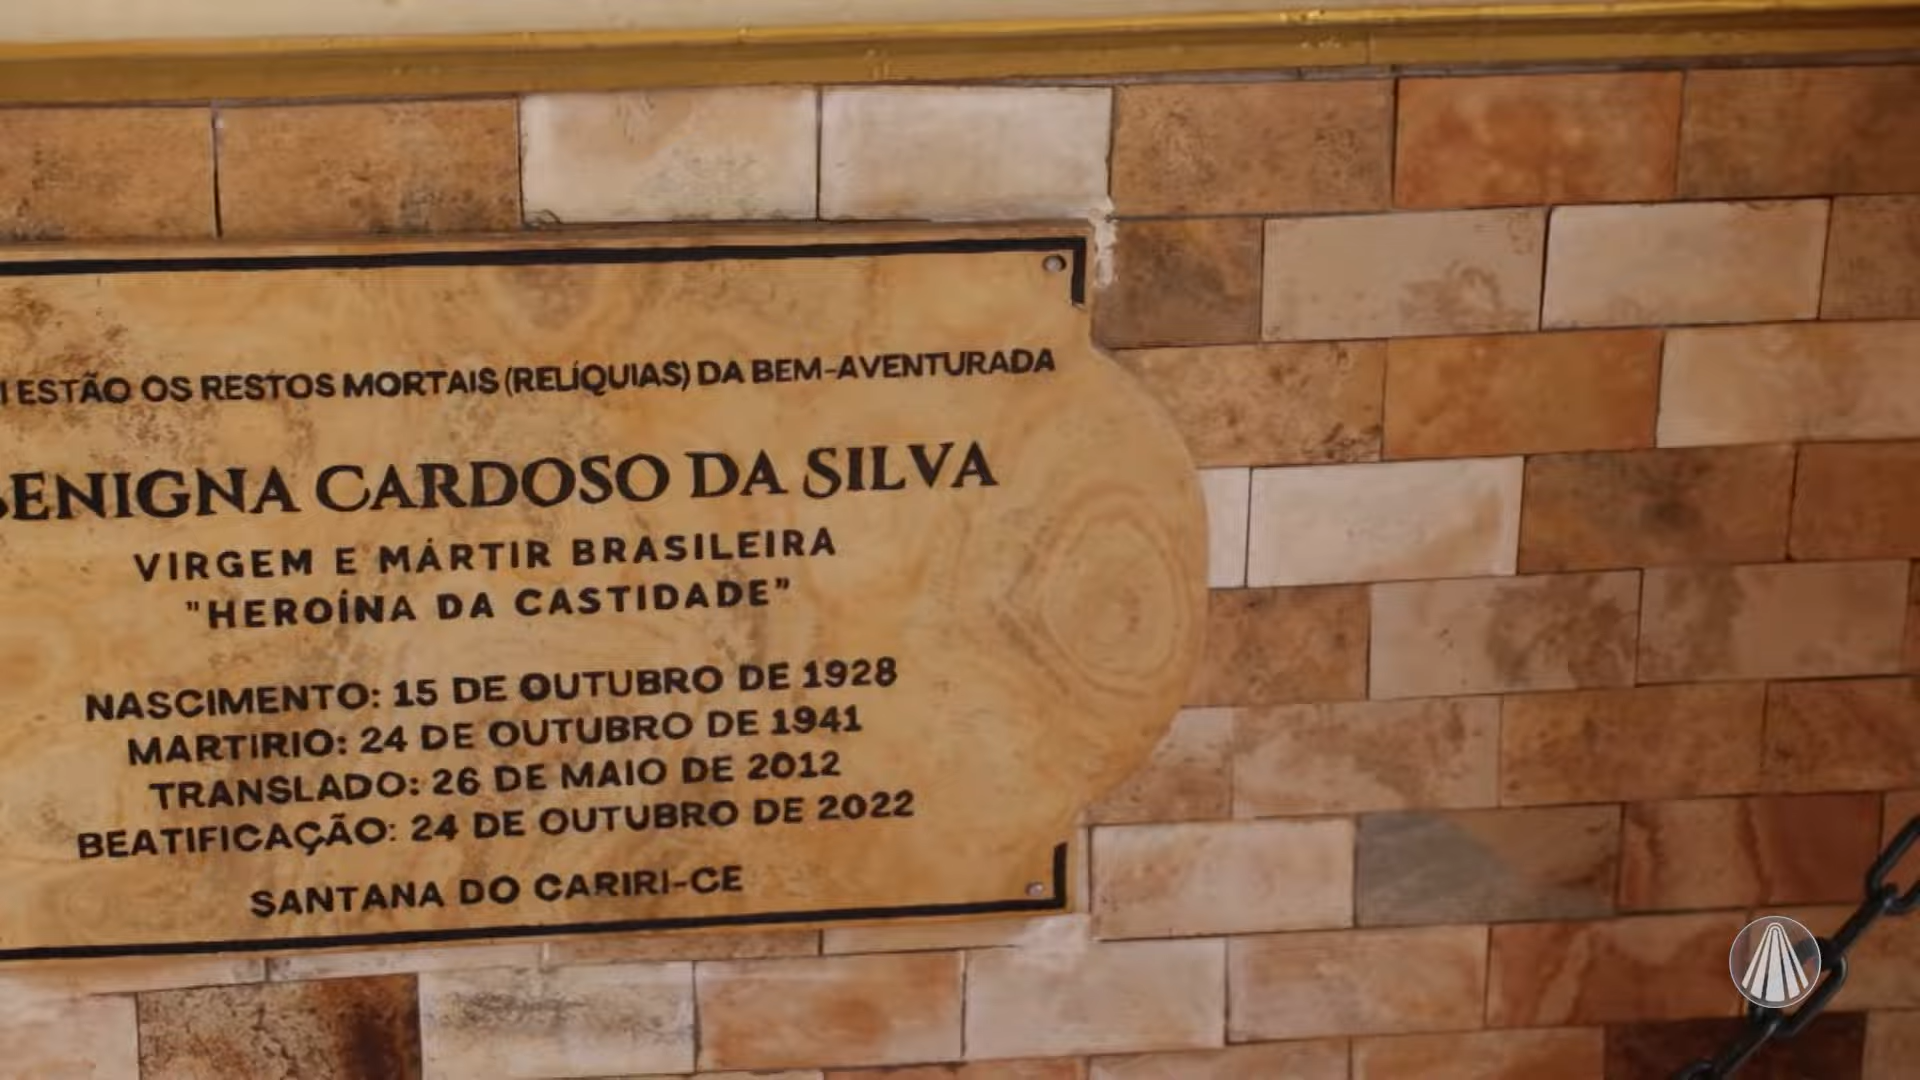 ESTÃO OS RESTOS MORTAIS (RELÍQUIAS) DA BEM-AVENTURADA
BENIGNA CARDOSO DA SILVA
VIRGEM E MÁRTIR BRASILEIRA
"HEROÍNA DA CASTIDADE"
NASCIMENTO: 15 DE OUTUBRO DE 1928
MARTIRIO: 24 DE OUTUBRO DE 1941
TRANSLADO: 26 DE MAIO DE 2012
BEATIFICAÇÃO: 24 DE OUTUBRO DE 2022
SANTANA DO CARIRI-CE